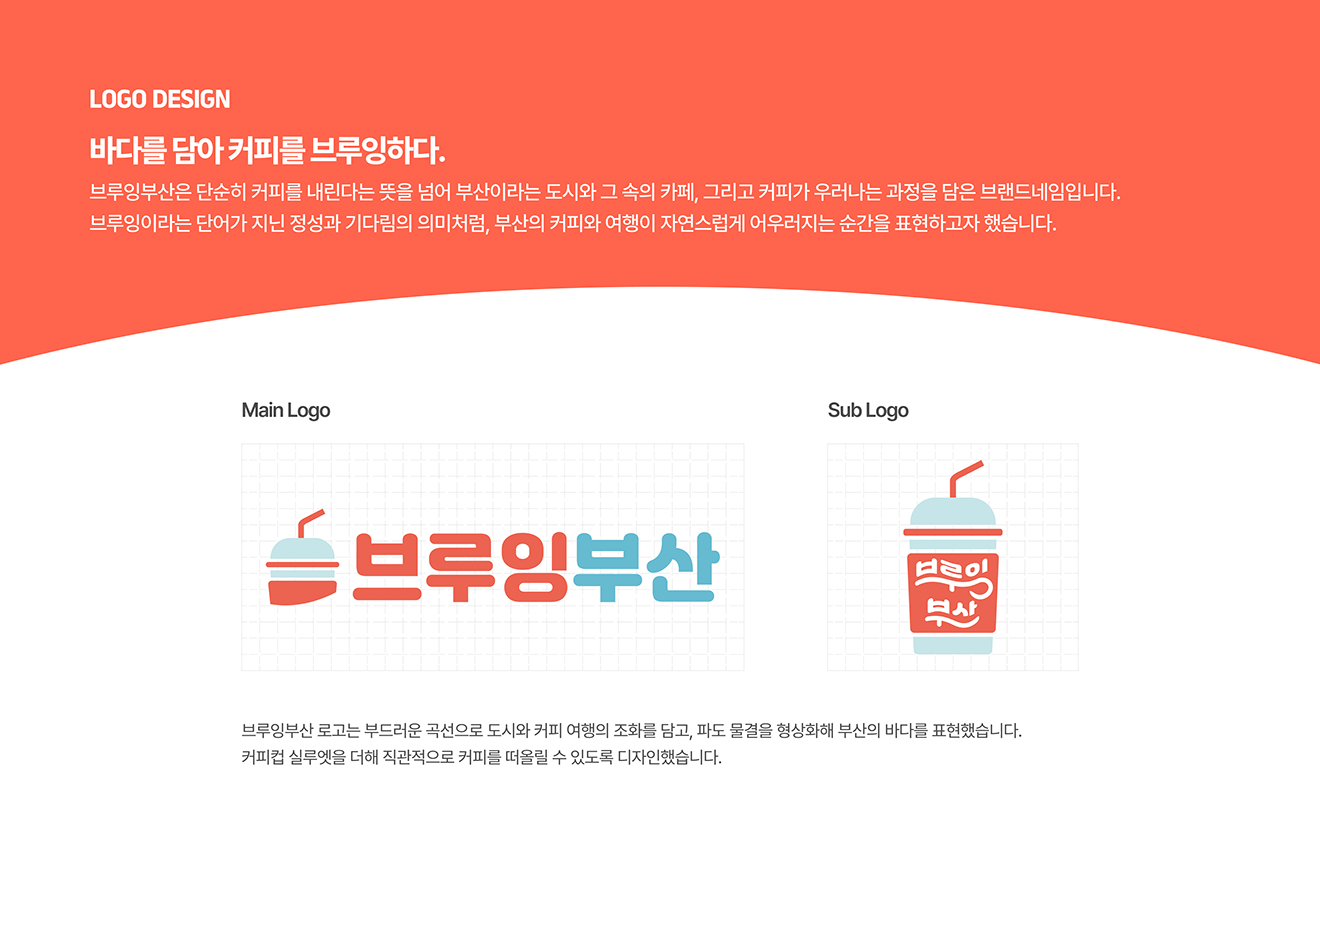 LOGO DESIGN
바다를 담아 커피를 브루잉하다.
브루잉부산은 단순히 커피를 내린다는 뜻을 넘어 부산이라는 도시와 그 속의 카페, 그리고 커피가 우러나는 과정을 담은 브랜드네임입니다.
브루잉이라는 단어가 지닌 정성과 기다림의 의미처럼, 부산의 커피와 여행이 자연스럽게 어우러지는 순간을 표현하고자 했습니다.
Main Logo
Sub Logo
브루잉부산
브루잉
부산
브루잉부산 로고는 부드러운 곡선으로 도시와 커피 여행의 조화를 담고, 파도 물결을 형상화해 부산의 바다를 표현했습니다.
커피컵 실루엣을 더해 직관적으로 커피를 떠올릴 수 있도록 디자인했습니다.